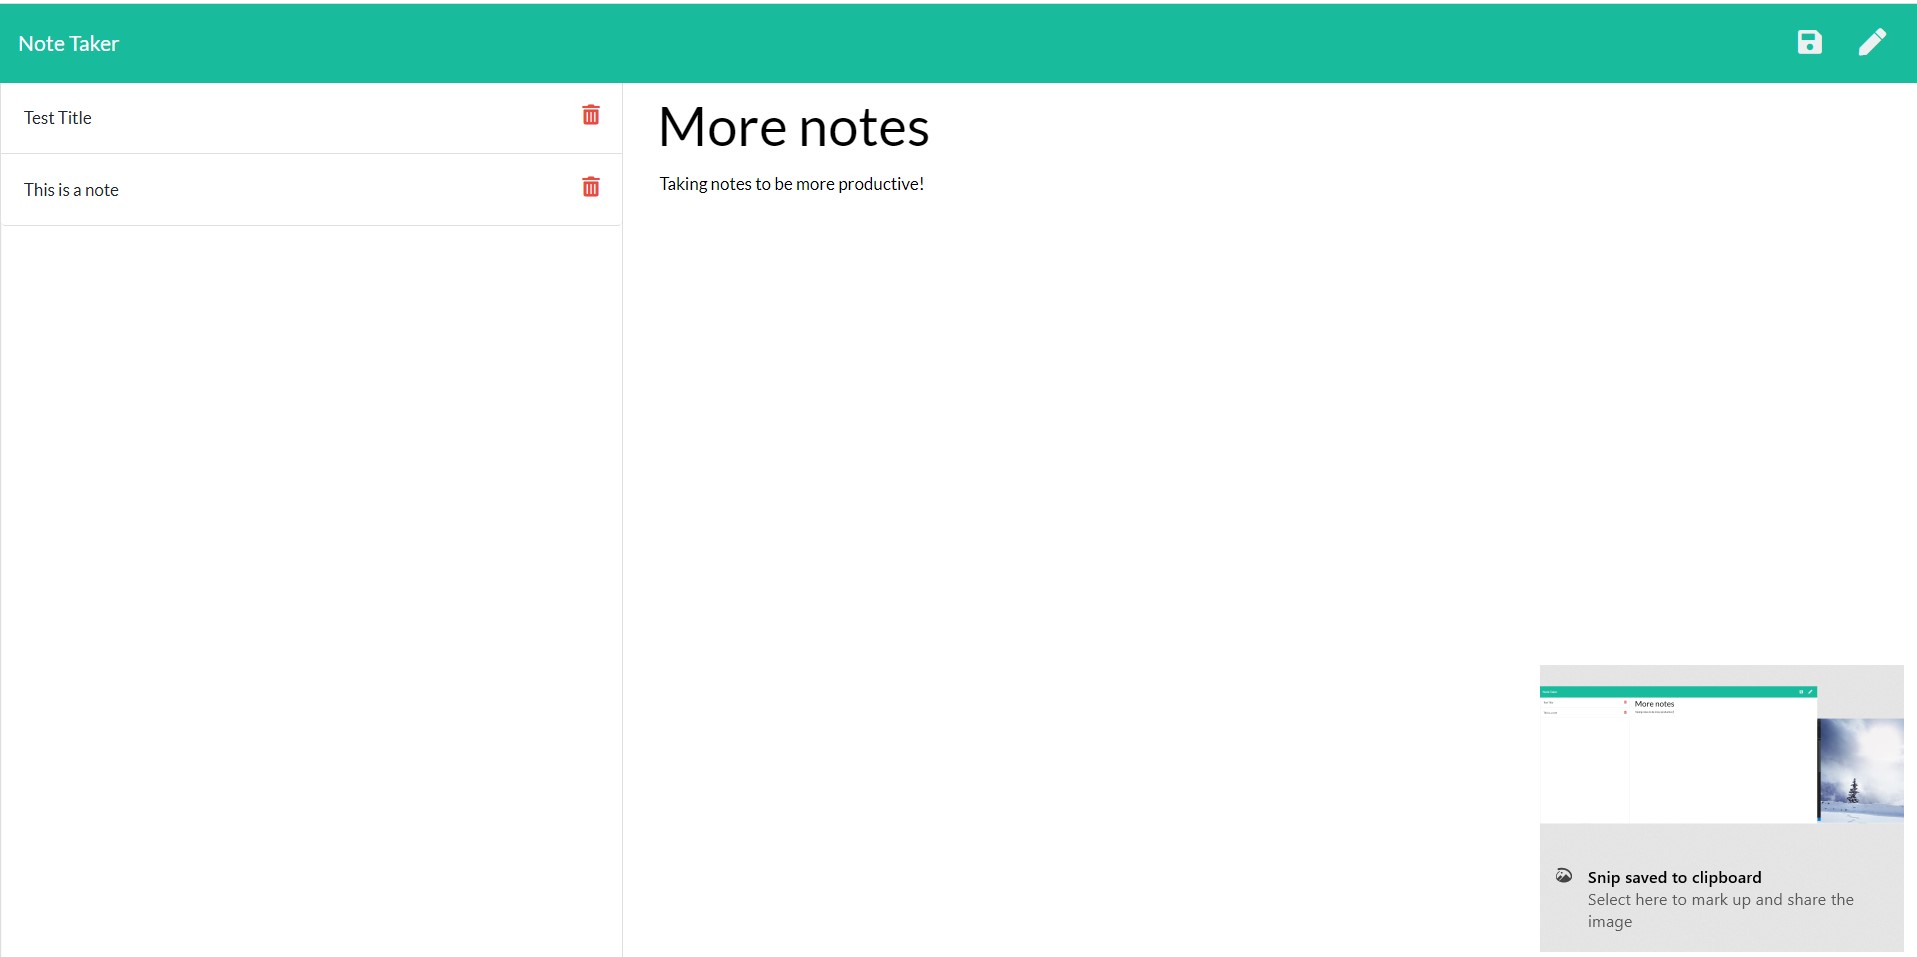 Note Taker
Test Title
This is a note
More notes
Taking notes to be more productive!
More notes
Snip saved to clipboard
Select here to mark up and share the
image